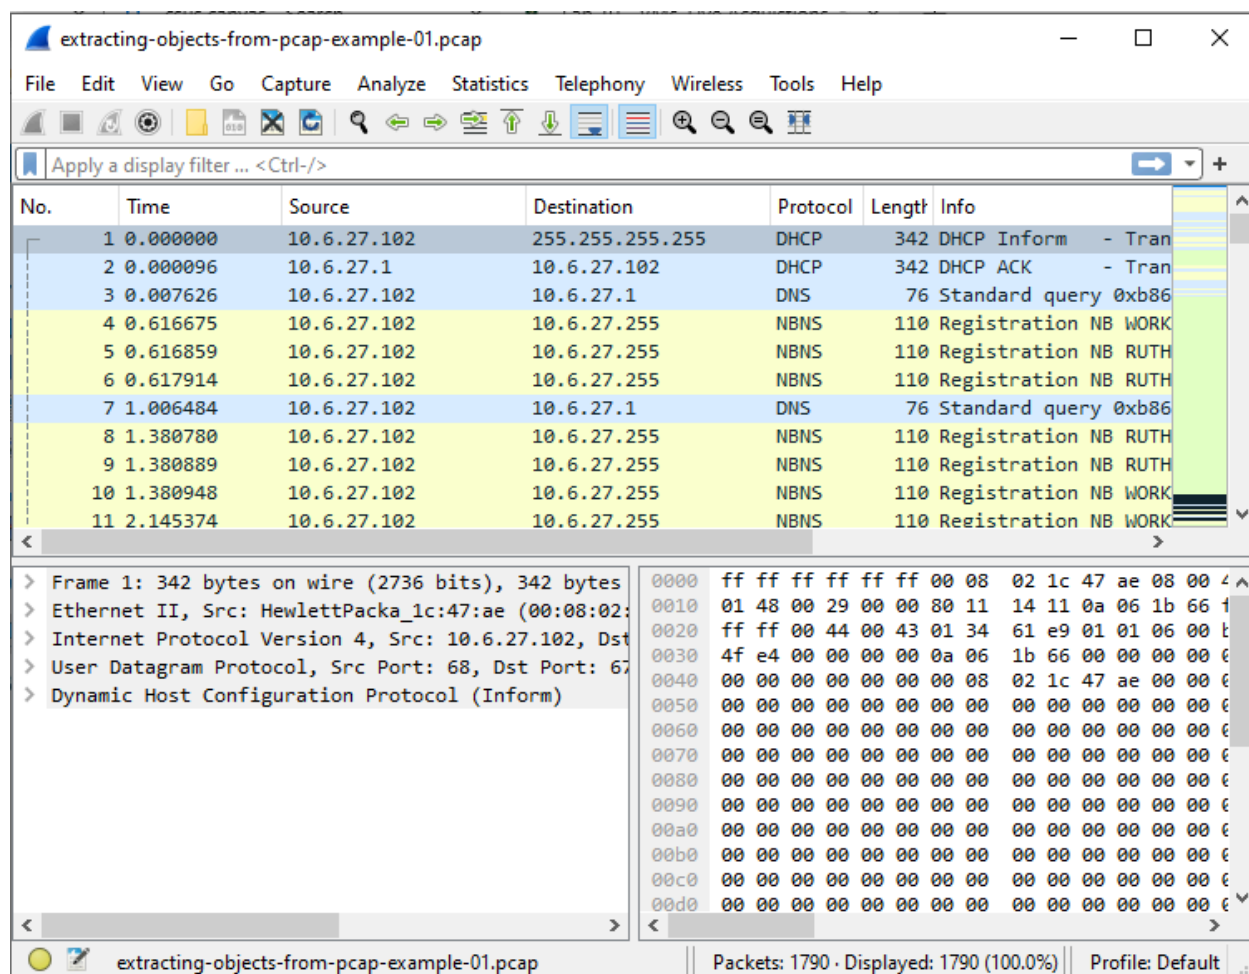 extracting-objects-from-pcap-example-01.pcap
File Edit View Go Capture Analyze Statistics Telephony Wireless Tools Help
Apply a display filter ... <Ctrl-/>
No. Time Source Destination Protocol Length Info
1 0.000000 10.6.27.102 255.255.255.255 DHCP 342 DHCP Inform - Tran
2 0.000096 10.6.27.1 10.6.27.102 DHCP 342 DHCP ACK - Tran
3 0.007626 10.6.27.102 10.6.27.1 DNS 76 Standard query 0xb86
4 0.616675 10.6.27.102 10.6.27.255 NBNS 110 Registration NB WORK
5 0.616859 10.6.27.102 10.6.27.255 NBNS 110 Registration NB RUTH
6 0.617914 10.6.27.102 10.6.27.255 NBNS 110 Registration NB RUTH
7 1.006484 10.6.27.102 10.6.27.1 DNS 76 Standard query 0xb86
8 1.380780 10.6.27.102 10.6.27.255 NBNS 110 Registration NB RUTH
9 1.380889 10.6.27.102 10.6.27.255 NBNS 110 Registration NB RUTH
10 1.380948 10.6.27.102 10.6.27.255 NBNS 110 Registration NB WORK
11 2.145374 10.6.27.102 10.6.27.255 NBNS 110 Registration NB WORK
Frame 1: 342 bytes on wire (2736 bits), 342 bytes
Ethernet II, Src: HewlettPacka_1c:47:ae (00:08:02:
Internet Protocol Version 4, Src: 10.6.27.102, Dst
User Datagram Protocol, Src Port: 68, Dst Port: 67
Dynamic Host Configuration Protocol (Inform)
0000 ff ff ff ff ff ff 00 08 02 1c 47 ae 08 00
0010 01 48 00 29 00 00 80 11 14 11 0a 06 1b 66
0020 ff ff 00 44 00 43 01 34 61 e9 01 01 06 00
0030 4f e4 00 00 00 00 0a 06 1b 66 00 00 00 00
0040 00 00 00 00 00 00 00 08 02 1c 47 ae 00 00
0050 00 00 00 00 00 00 00 00 00 00 00 00 00 00
0060 00 00 00 00 00 00 00 00 00 00 00 00 00 00
0070 00 00 00 00 00 00 00 00 00 00 00 00 00 00
0080 00 00 00 00 00 00 00 00 00 00 00 00 00 00
0090 00 00 00 00 00 00 00 00 00 00 00 00 00 00
00a0 00 00 00 00 00 00 00 00 00 00 00 00 00 00
00b0 00 00 00 00 00 00 00 00 00 00 00 00 00 00
00c0 00 00 00 00 00 00 00 00 00 00 00 00 00 00
00d0 00 00 00 00 00 00 00 00 00 00 00 00 00 00
extracting-objects-from-pcap-example-01.pcap Packets: 1790 · Displayed: 1790 (100.0%) Profile: Default